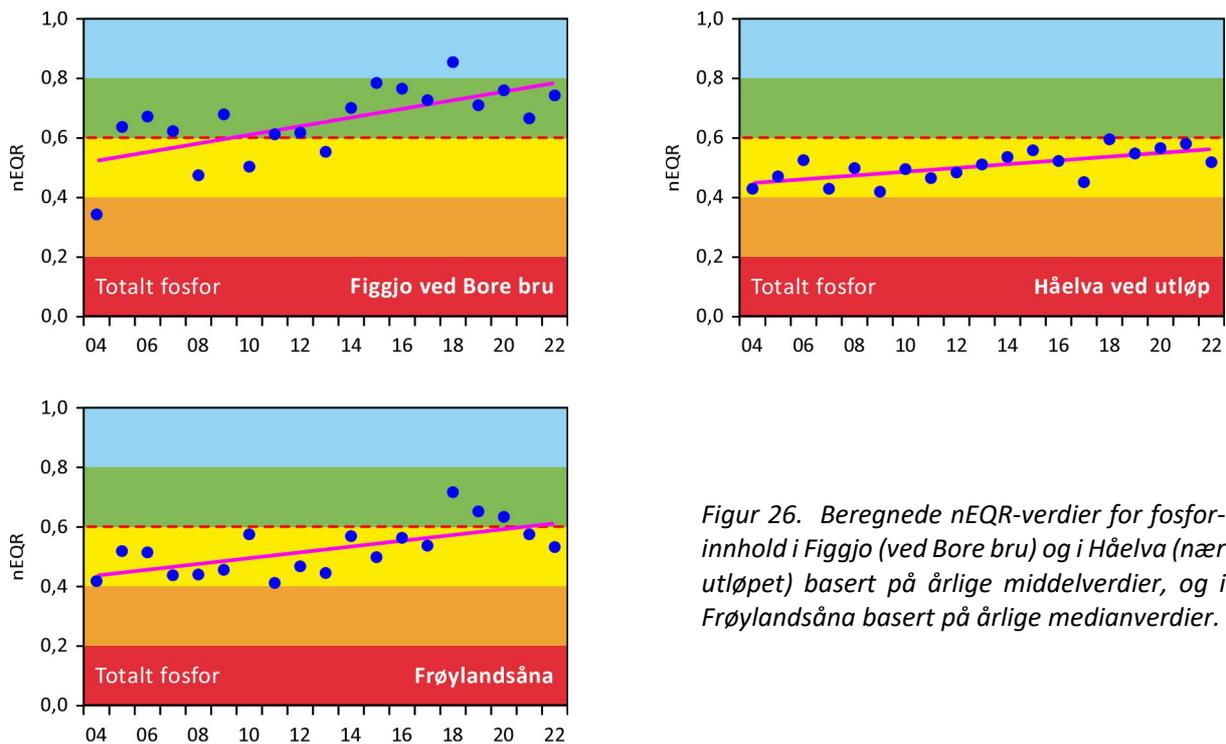 1,0
0,8
0,6
0,4
0,2
0,0
nEQR
Totalt fosfor Figgjo ved Bore bru
04 06 08 10 12 14 16 18 20 22
1,0
0,8
0,6
0,4
0,2
0,0
nEQR
Totalt fosfor Håelva ved utløp
04 06 08 10 12 14 16 18 20 22
1,0
0,8
0,6
0,4
0,2
0,0
nEQR
Totalt fosfor Frøylandsåna
04 06 08 10 12 14 16 18 20 22
Figur 26. Beregnede nEQR-verdier for fosfor-
innhold i Figgjo (ved Bore bru) og i Håelva (nær
utløpet) basert på årlige middelverdier, og i
Frøylandsåna basert på årlige medianverdier.